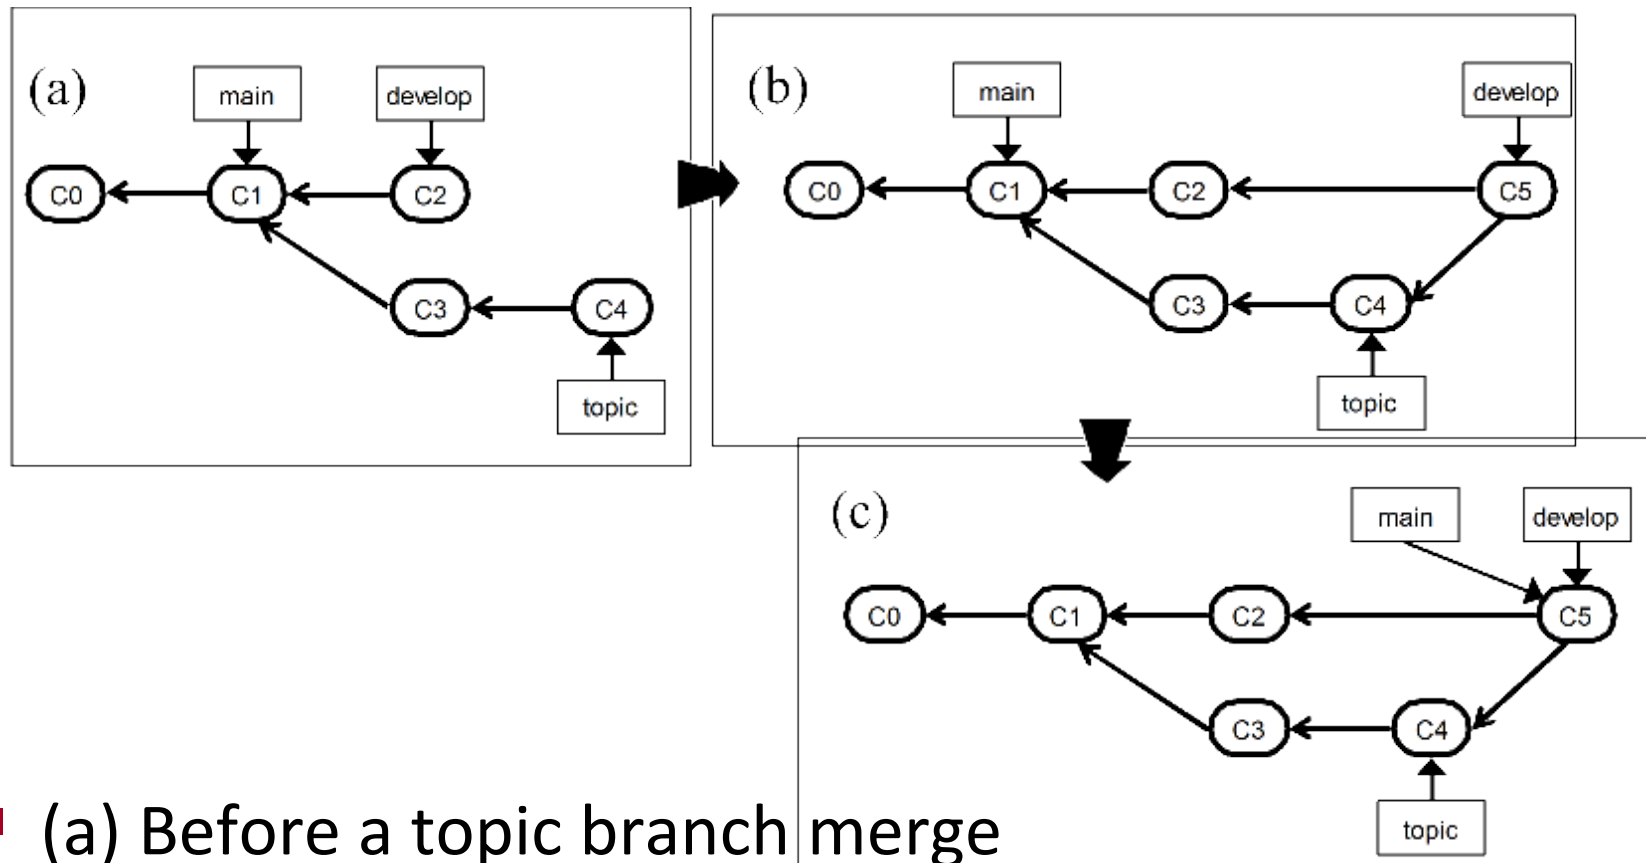 (a)
main
develop
C0
C1
C2
C3
C4
topic
(b)
main
develop
C0
C1
C2
C5
C3
C4
topic
(c)
main
develop
C0
C1
C2
C5
C3
C4
topic
(a) Before a topic branch merge